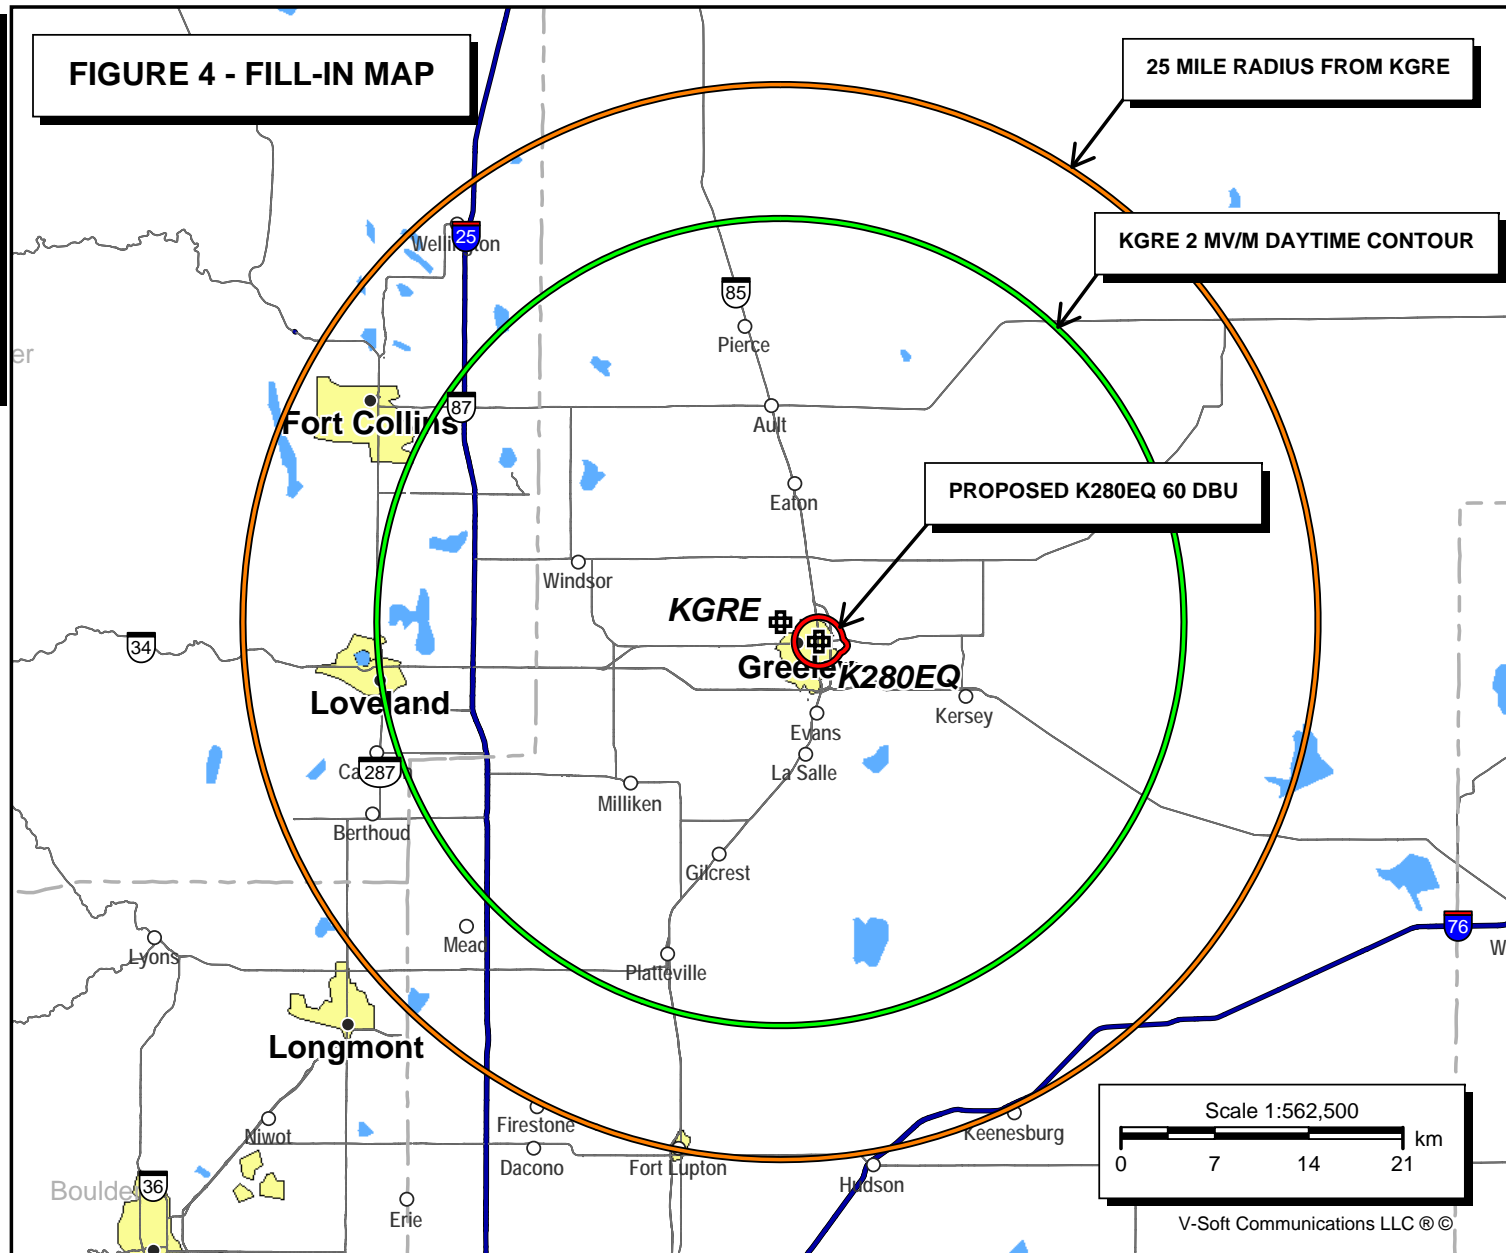 FIGURE 4 - FILL-IN MAP
25 MILE RADIUS FROM KGRE
KGRE 2 MV/M DAYTIME CONTOUR
25
Wellington
85
Pierce
er
87
Fort Collins
Ault
PROPOSED K280EQ 60 DBU
Eaton
Windsor
KGRE
34
Greeley
K280EQ
Loveland
Kersey
Evans
287
La Salle
Milliken
Berthoud
Gilcrest
76
Mead
Lyons
Platteville
W
Longmont
Scale 1:562,500
km
0 7 14 21
Firestone
Keenesburg
Niwot
Dacono
Fort Lupton
Hudson
36
Boulde
Erie
V-Soft Communications LLC ® ©